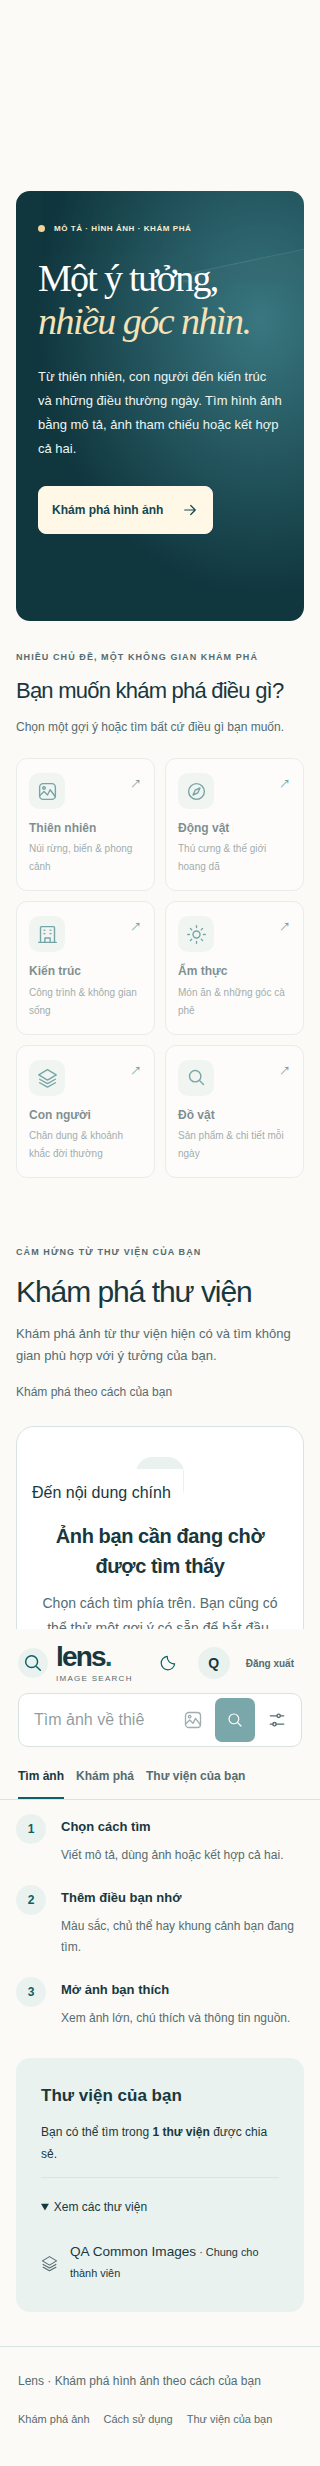 MÔ TẢ · HÌNH ẢNH · KHÁM PHÁ
Một ý tưởng,
nhiều góc nhìn.
Từ thiên nhiên, con người đến kiến trúc
và những điều thường ngày. Tìm hình ảnh
bằng mô tả, ảnh tham chiếu hoặc kết hợp
cả hai.
Khám phá hình ảnh →
NHIỀU CHỦ ĐỀ, MỘT KHÔNG GIAN KHÁM PHÁ
Bạn muốn khám phá điều gì?
Chọn một gợi ý hoặc tìm bất cứ điều gì bạn muốn.
↗
Thiên nhiên
Núi rừng, biển & phong
cảnh
↗
Động vật
Thú cưng & thế giới
hoang dã
↗
Kiến trúc
Công trình & không gian
sống
↗
Ẩm thực
Món ăn & những góc cà
phê
↗
Con người
Chân dung & khoảnh
khắc đời thường
↗
Đồ vật
Sản phẩm & chi tiết mỗi
ngày
CẢM HỨNG TỪ THƯ VIỆN CỦA BẠN
Khám phá thư viện
Khám phá ảnh từ thư viện hiện có và tìm không
gian phù hợp với ý tưởng của bạn.
Khám phá theo cách của bạn
Đến nội dung chính
Ảnh bạn cần đang chờ
được tìm thấy
Chọn cách tìm phía trên. Bạn cũng có
thể thử một gợi ý có sẵn để bắt đầu.
lens.
IMAGE SEARCH
Q
Đăng xuất
Tìm ảnh về thiê
Tìm ảnh Khám phá Thư viện của bạn
1
Chọn cách tìm
Viết mô tả, dùng ảnh hoặc kết hợp cả hai.
2
Thêm điều bạn nhớ
Màu sắc, chủ thể hay khung cảnh bạn đang
tìm.
3
Mở ảnh bạn thích
Xem ảnh lớn, chú thích và thông tin nguồn.
Thư viện của bạn
Bạn có thể tìm trong 1 thư viện được chia
sẻ.
▼ Xem các thư viện
QA Common Images · Chung cho
thành viên
Lens · Khám phá hình ảnh theo cách của bạn
Khám phá ảnh Cách sử dụng Thư viện của bạn